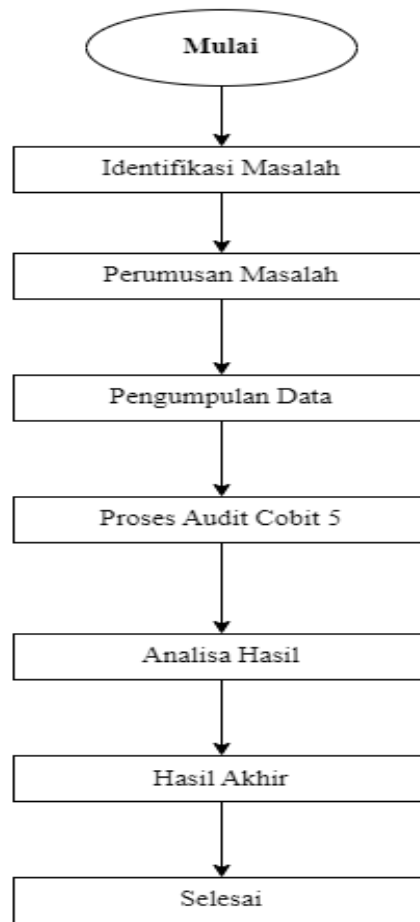 Mulai
Identifikasi Masalah
Perumusan Masalah
Pengumpulan Data
Proses Audit Cobit 5
Analisa Hasil
Hasil Akhir
Selesai